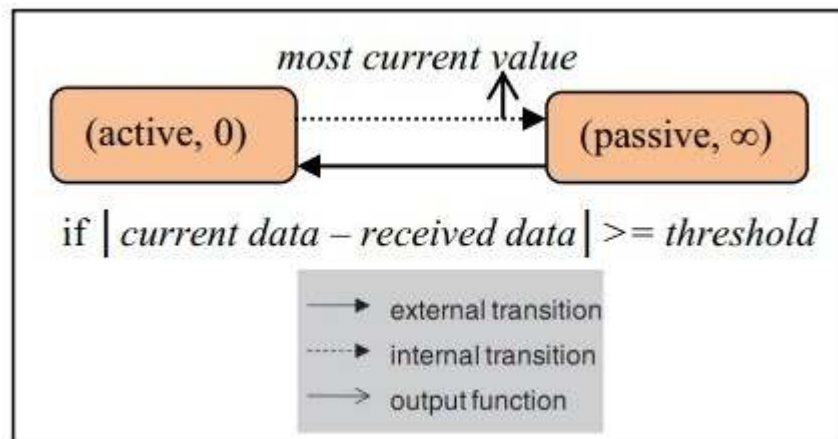 most current value
(active, 0)
(passive, ∞)
if | current data – received data | >= threshold
external transition
internal transition
output function